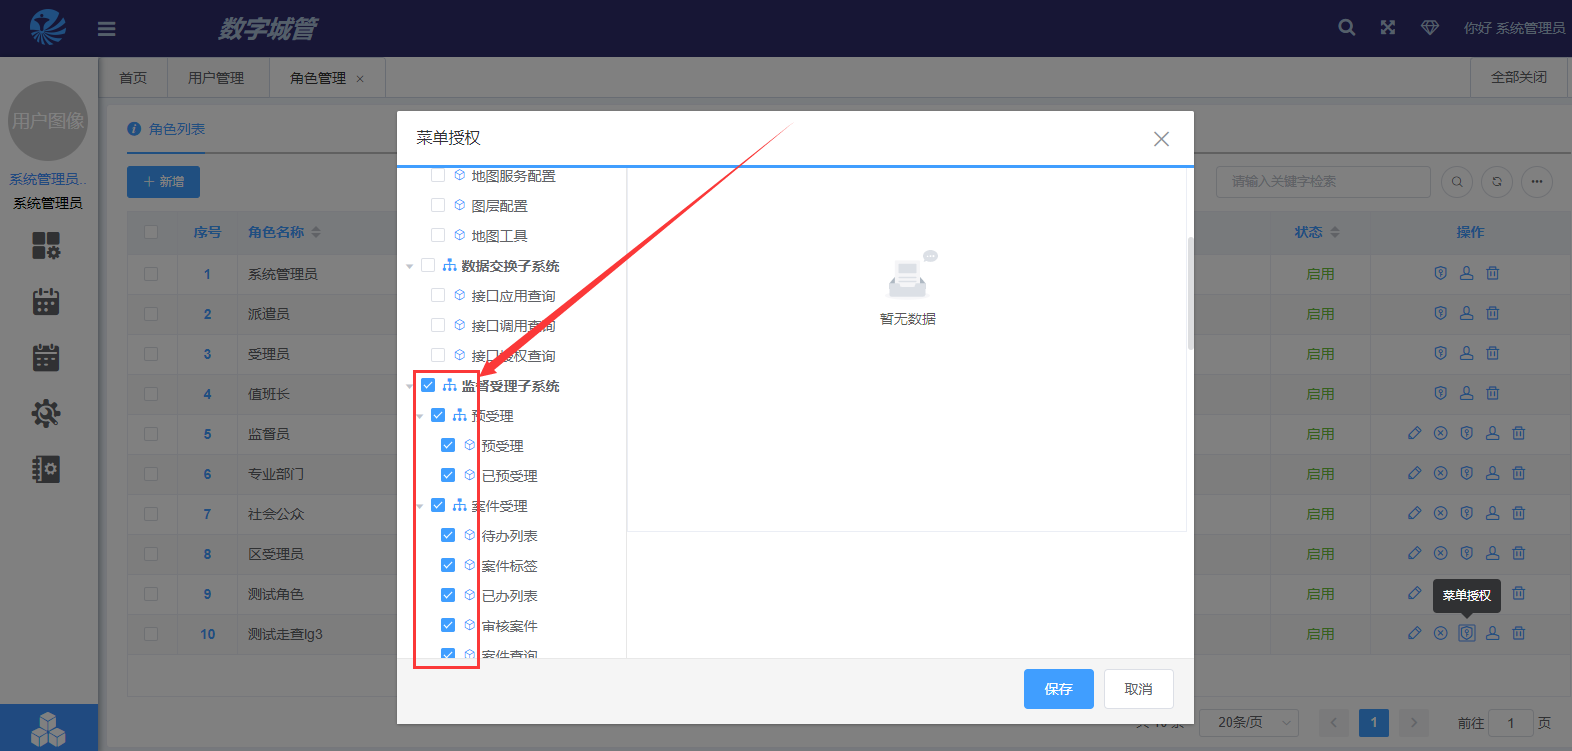 数字城管
你好 系统管理员
首页
用户管理
角色管理
全部关闭
用户图像
系统管理员..
系统管理员
角色列表
新增
请输入关键字检索
序号 角色名称 状态 操作
1 系统管理员 启用
2 派遣员 启用
3 受理员 启用
4 值班长 启用
5 监督员 启用
6 专业部门 启用
7 社会公众 启用
8 区受理员 启用
9 测试角色 启用
10 测试走查lg3 启用
菜单授权
菜单授权
地图服务配置
图层配置
地图工具
数据交换子系统
接口应用查询
接口调用查询
接口授权查询
监督受理子系统
预受理
预受理
已预受理
案件受理
待办列表
案件标签
已办列表
审核案件
案件查询
暂无数据
保存
取消
20条/页
1
前往 1 页